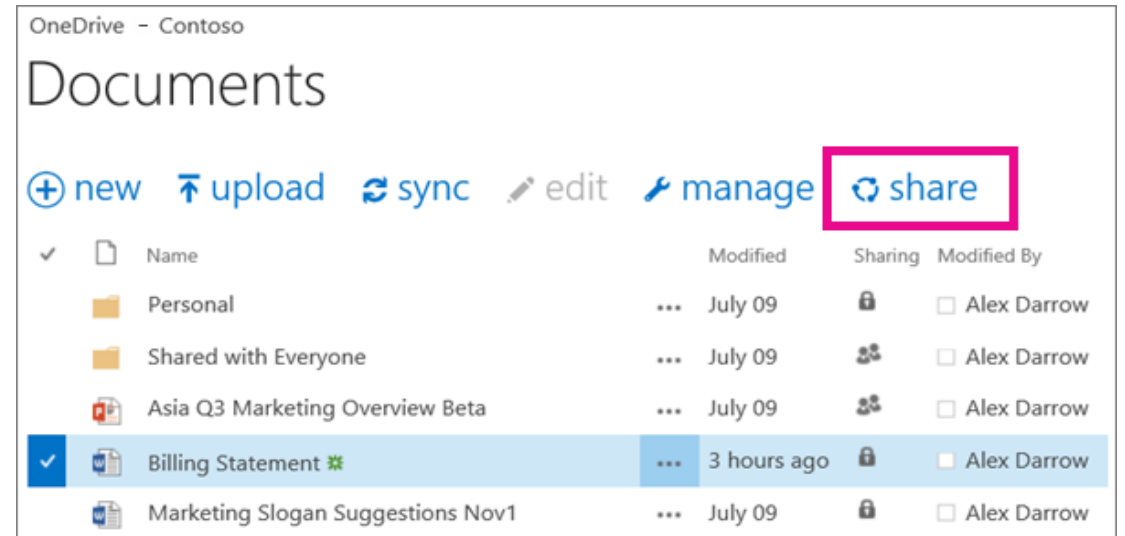 OneDrive - Contoso
Documents
new upload sync edit manage share
Name Modified Sharing Modified By
Personal ... July 09 Alex Darrow
Shared with Everyone ... July 09 Alex Darrow
Asia Q3 Marketing Overview Beta ... July 09 Alex Darrow
Billing Statement ... 3 hours ago Alex Darrow
Marketing Slogan Suggestions Nov1 ... July 09 Alex Darrow